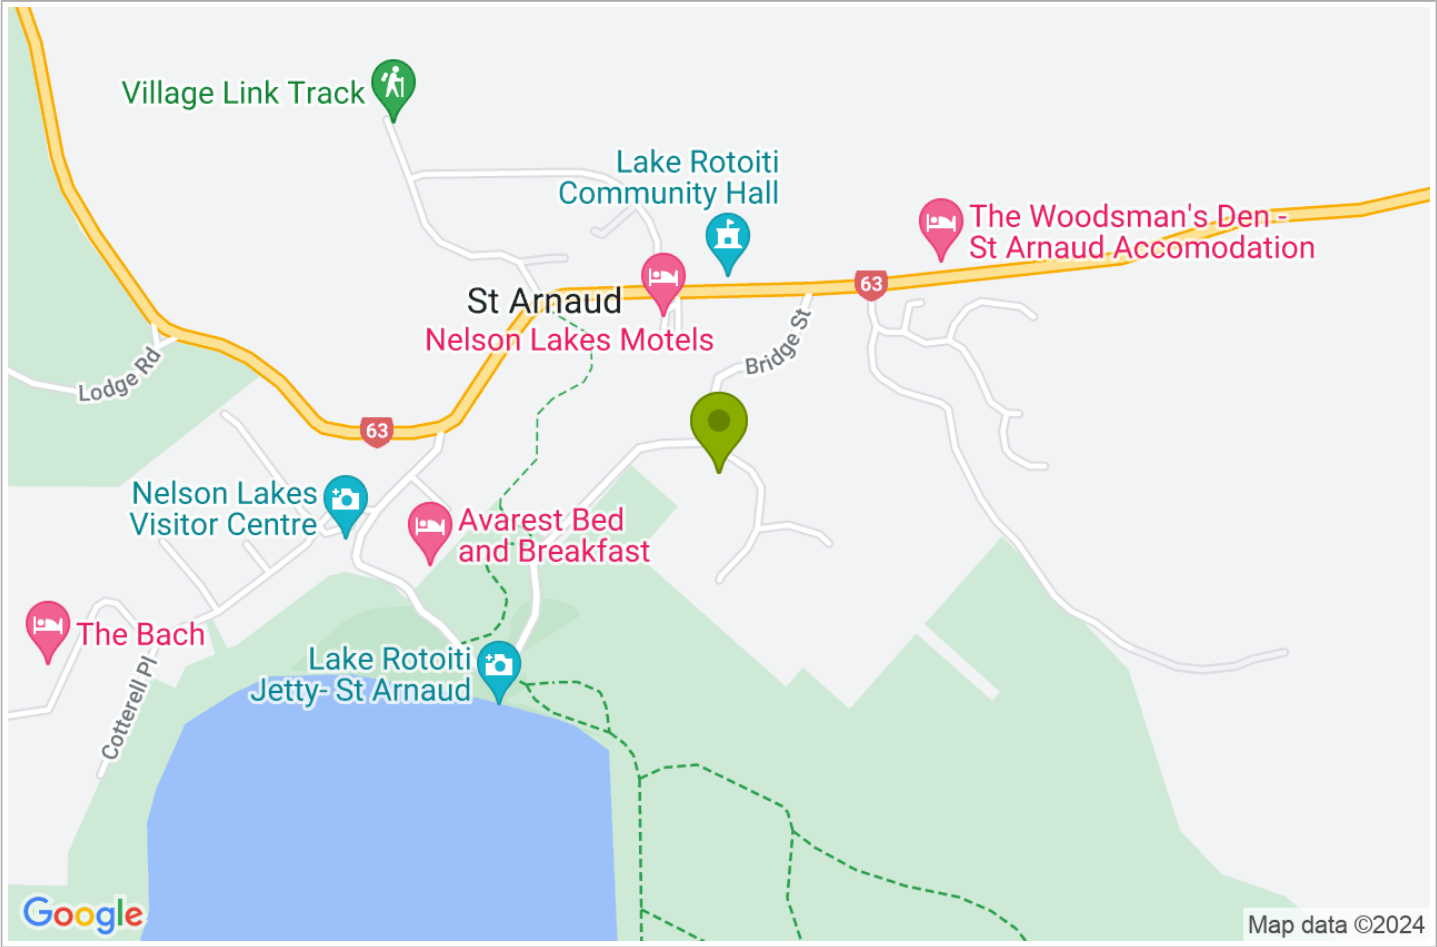 Village Link Track
Lake Rotoiti
Community Hall
The Woodsman's Den -
St Arnaud Accomodation
63
St Arnaud
Nelson Lakes Motels
Bridge St
Lodge Rd
63
Nelson Lakes
Visitor Centre
Avarest Bed
and Breakfast
The Bach
Lake Rotoiti
Jetty- St Arnaud
Cotterell Pl
Google
Map data ©2024